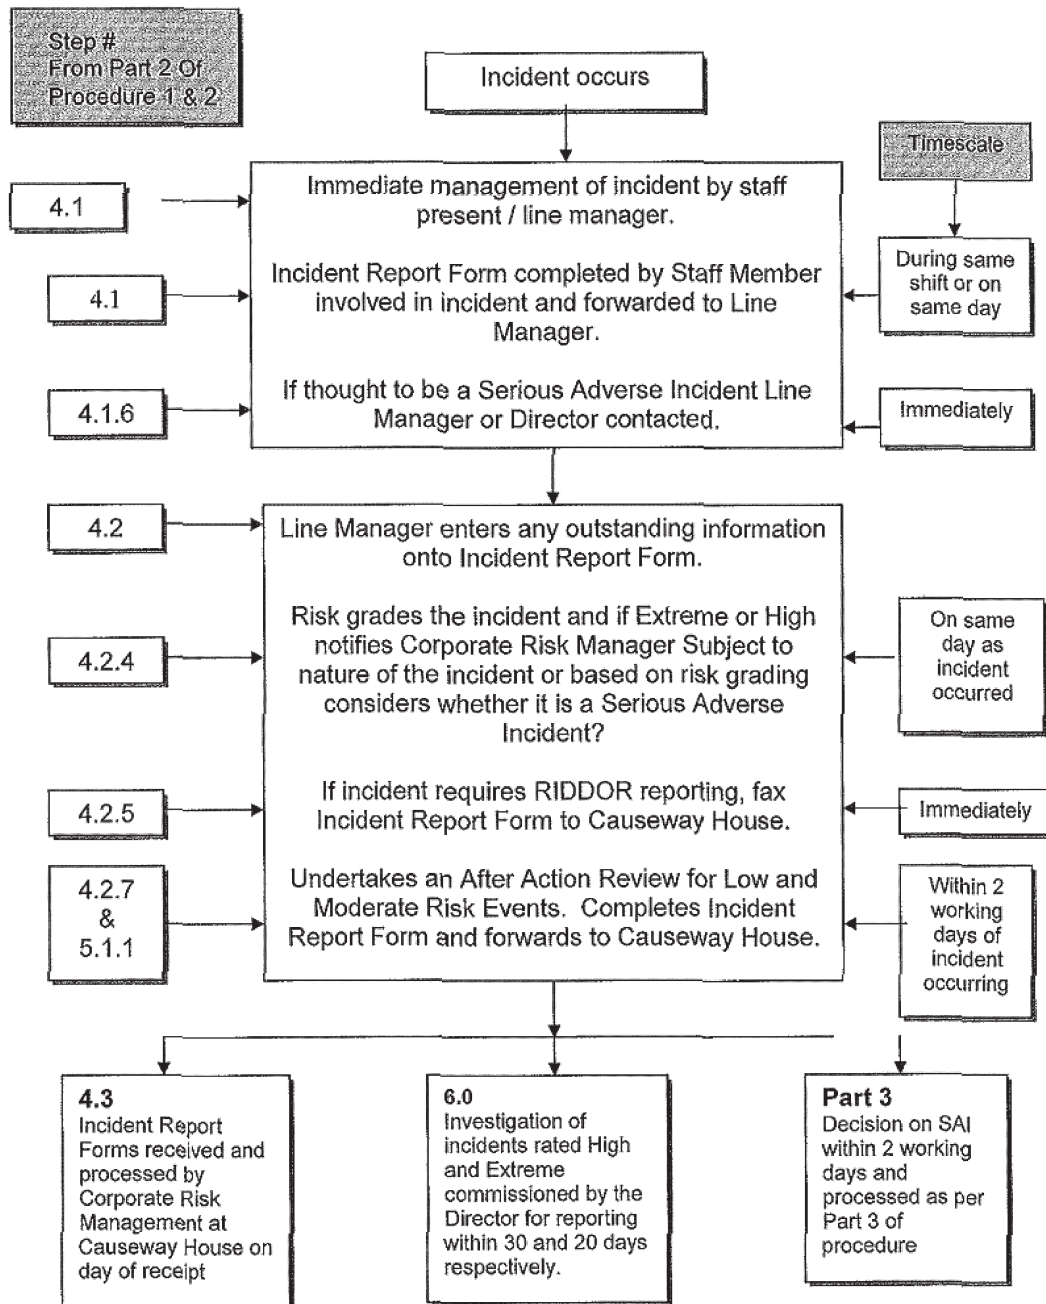 Step #
From Part 2 Of
Procedure 1 & 2
Incident occurs
Timescale
4.1
Immediate management of incident by staff
present / line manager.
During same
shift or on
same day
4.1
Incident Report Form completed by Staff Member
involved in incident and forwarded to Line
Manager.
4.1.6
If thought to be a Serious Adverse Incident Line
Manager or Director contacted.
Immediately
4.2
Line Manager enters any outstanding information
onto Incident Report Form.
4.2.4
Risk grades the incident and if Extreme or High
notifies Corporate Risk Manager Subject to
nature of the incident or based on risk grading
considers whether it is a Serious Adverse
Incident?
On same
day as
incident
occurred
4.2.5
If incident requires RIDDOR reporting, fax
Incident Report Form to Causeway House.
Immediately
4.2.7
&
5.1.1
Undertakes an After Action Review for Low and
Moderate Risk Events. Completes Incident
Report Form and forwards to Causeway House.
Within 2
working
days of
incident
occurring
4.3
Incident Report
Forms received and
processed by
Corporate Risk
Management at
Causeway House on
day of receipt
6.0
Investigation of
incidents rated High
and Extreme
commissioned by the
Director for reporting
within 30 and 20 days
respectively.
Part 3
Decision on SAI
within 2 working
days and
processed as per
Part 3 of
procedure